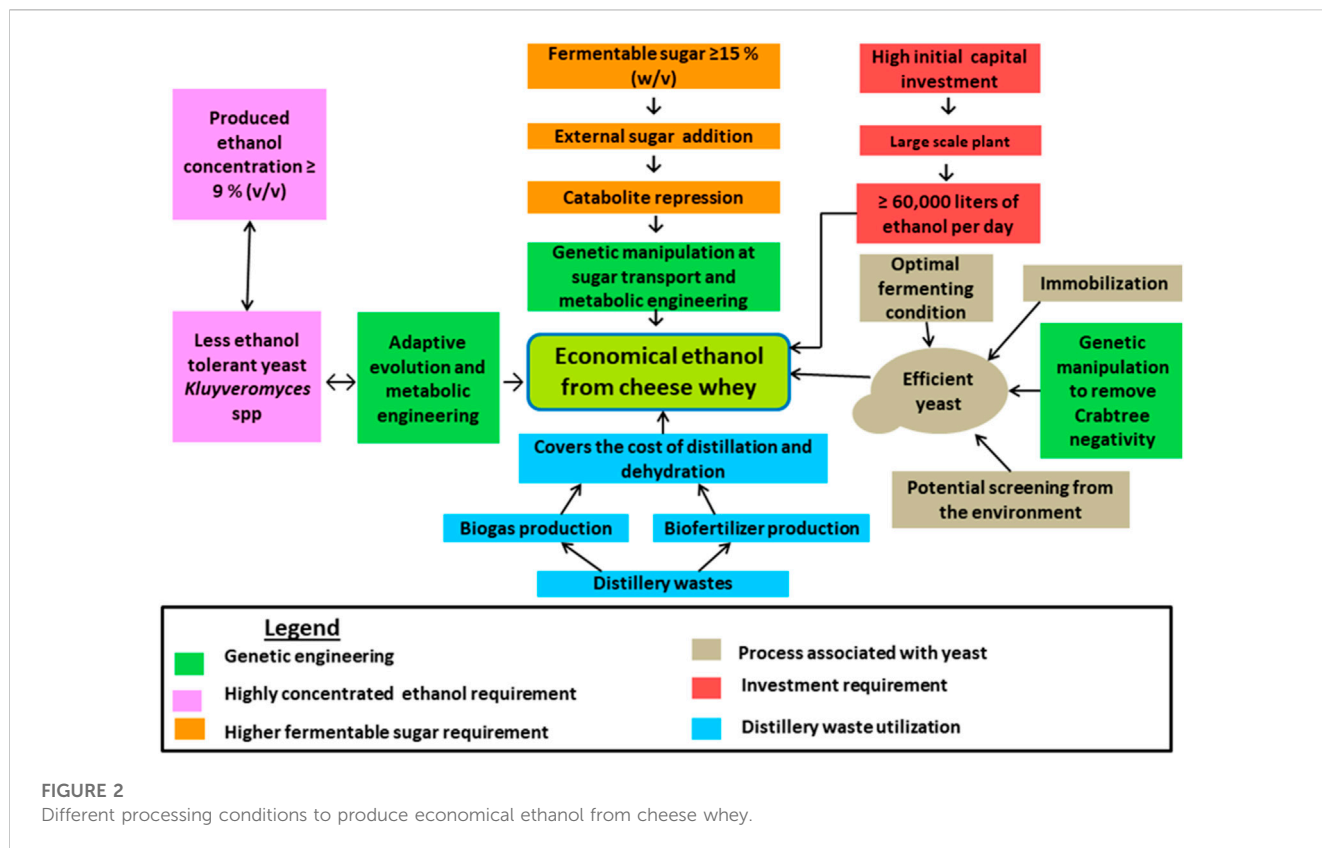 Fermentable sugar ≥15 %
(w/v)
External sugar addition
Catabolite repression
Genetic manipulation at
sugar transport and
metabolic engineering
High initial capital
investment
Large scale plant
≥ 60,000 liters of
ethanol per day
Produced
ethanol
concentration ≥
9 % (v/v)
Less ethanol
tolerant yeast
Kluyveromyces
spp
Adaptive
evolution and
metabolic
engineering
Economical ethanol
from cheese whey
Optimal
fermenting
condition
Immobilization
Efficient
yeast
Genetic
manipulation
to remove
Crabtree
negativity
Potential screening from
the environment
Covers the cost of distillation and
dehydration
Biogas production
Biofertilizer production
Distillery wastes
Legend
Genetic engineering
Highly concentrated ethanol requirement
Higher fermentable sugar requirement
Process associated with yeast
Investment requirement
Distillery waste utilization
FIGURE 2
Different processing conditions to produce economical ethanol from cheese whey.